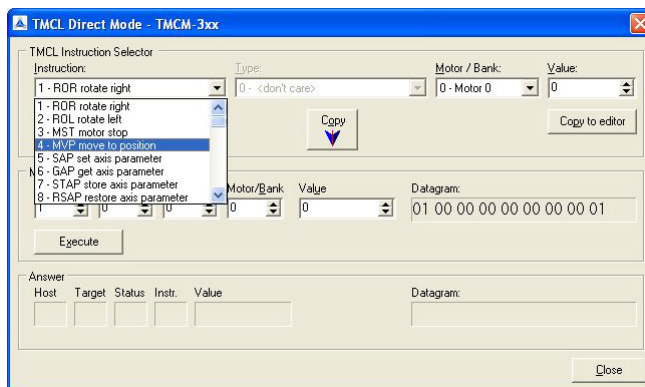 TMCL Direct Mode - TMCM-3xx
TMCL Instruction Selector
Instruction: Type: Motor / Bank: Value:
1 - ROR rotate right 0 - <don't care> 0 - Motor 0 0
1 - ROR rotate right
2 - ROL rotate left
3 - MST motor stop
4 - MVP move to position
5 - SAP set axis parameter
6 - GAP get axis parameter
7 - STAP store axis parameter
8 - RSAP restore axis parameter
Copy
Copy to editor
Motor/Bank Value Datagram:
1 0 0 0 0 01 00 00 00 00 00 00 00 01
Execute
Answer
Host Target Status Instr. Value Datagram:
Close